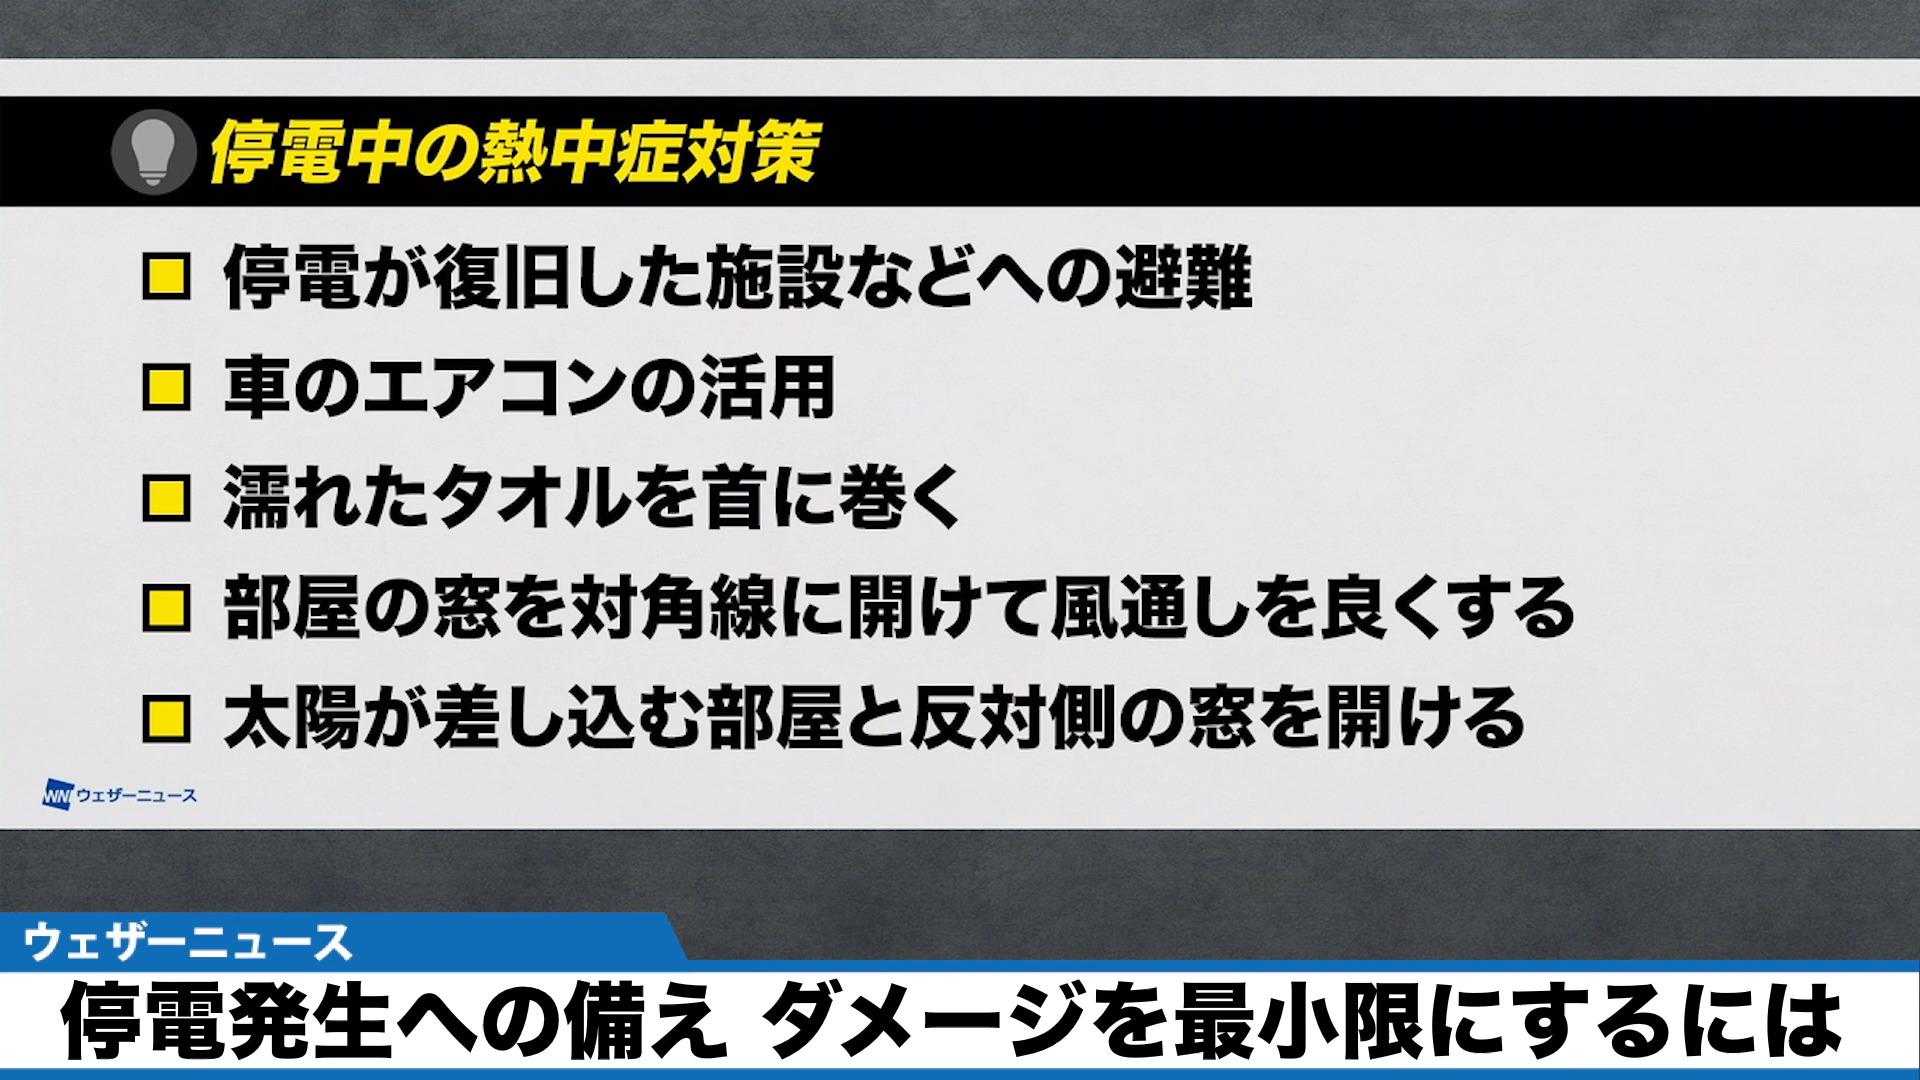 停電中の熱中症対策
停電が復旧した施設などへの避難
車のエアコンの活用
濡れたタオルを首に巻く
部屋の窓を対角線に開けて風通しを良くする
太陽が差し込む部屋と反対側の窓を開ける
WNI ウェザーニュース
ウェザーニュース
停電発生への備え ダメージを最小限にするには